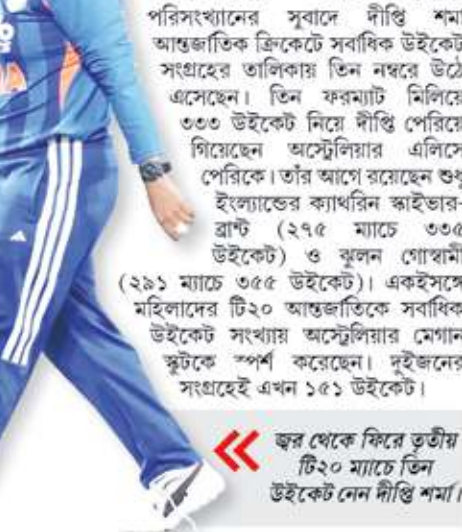 পরিসংখ্যানের সুবাদে দীপ্তি শর্মা
আন্তর্জাতিক ক্রিকেটে সর্বাধিক উইকেট
সংগ্রহের তালিকায় তিন নম্বরে উঠে
এসেছেন। তিন ফরম্যাট মিলিয়ে
৩৩৩ উইকেট নিয়ে দীপ্তি পেরিয়ে
গিয়েছেন অস্ট্রেলিয়ার এলিসে
পেরিকে। তাঁর আগে রয়েছেন শুধু
ইংল্যান্ডের ক্যাথরিন স্কাইভার-
ব্রান্ট (২৭৫ ম্যাচে ৩৩৫
উইকেট) ও ঝুলন গোস্বামী
(২৯১ ম্যাচে ৩৫৫ উইকেট)। একইসঙ্গে
মহিলাদের টি২০ আন্তর্জাতিকে সর্বাধিক
উইকেট সংখ্যায় অস্ট্রেলিয়ার মেগান
স্কুটকে স্পর্শ করেছেন। দুইজনের
সংগ্রহেই এখন ১৫১ উইকেট।
জ্বর থেকে ফিরে তৃতীয়
টি২০ ম্যাচে তিন
উইকেট নেন দীপ্তি শর্মা।